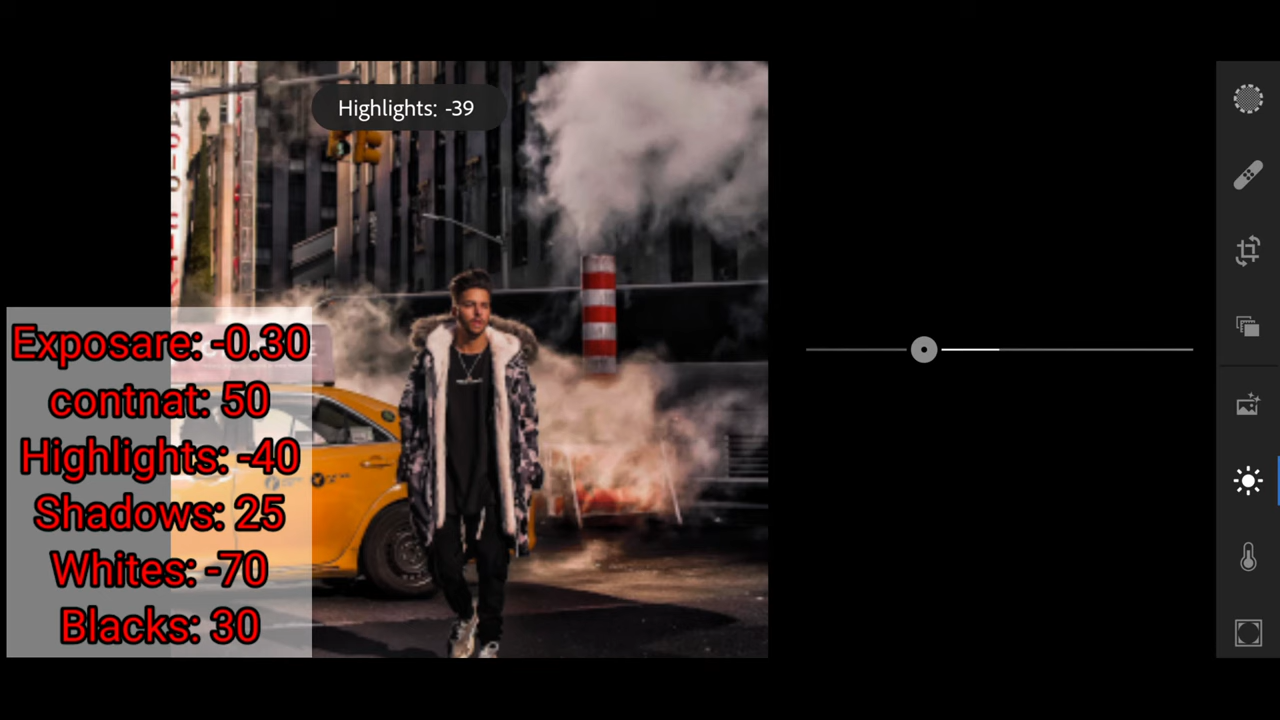 Highlights: -39
Exposare: -0.30
contnat: 50
Highlights: -40
Shadows: 25
Whites: -70
Blacks: 30